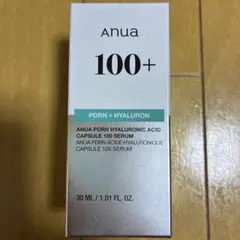 Anua
100+
PDRN + HYALURON
ANUA PDRN HYALURONIC ACID
CAPSULE 100 SERUM
ANUA PDRN ACIDE HYALURONIQUE
CAPSULE 100 SERUM
30 ML / 1.01 FL. OZ.